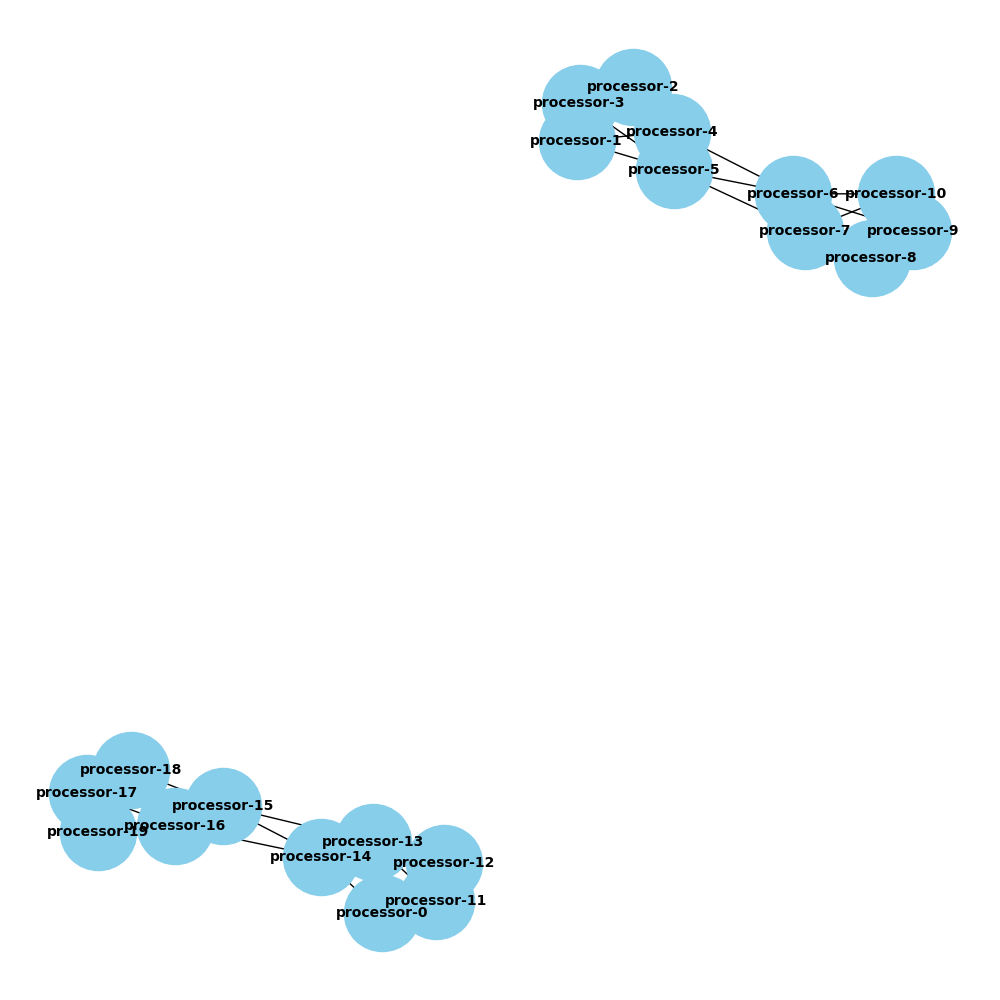 processor-2
processor-3
processor-4
processor-1
processor-5
processor-6
processor-10
processor-7
processor-9
processor-8
processor-18
processor-17
processor-15
processor-16
processor-19
processor-13
processor-14
processor-12
processor-11
processor-0